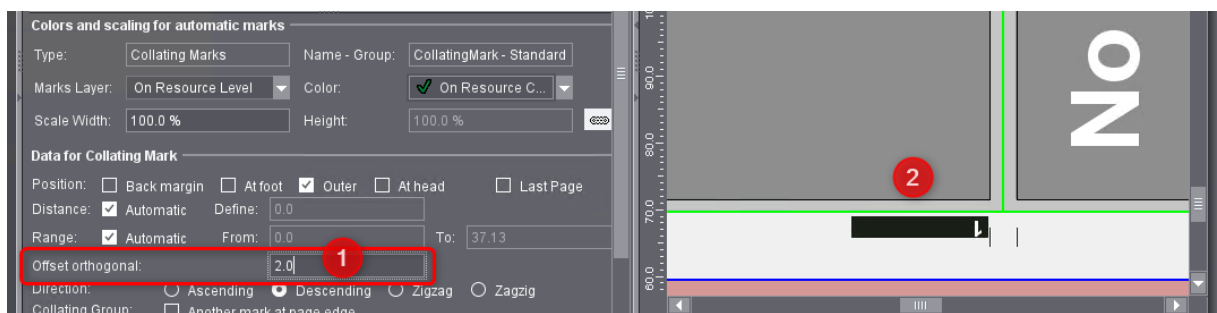 Colors and scaling for automatic marks
Type: Collating Marks Name - Group: CollatingMark - Standard
Marks Layer: On Resource Level Color: On Resource C...
Scale Width: 100.0 % Height: 100.0 %
Data for Collating Mark
Position: Back margin At foot Outer At head Last Page
Distance: Automatic Define: 0.0
Range: Automatic From: 0.0 To: 37.13
Offset orthogonal: 2.0
1
Direction: Ascending Descending Zigzag Zagzig
Collating Group: Another mark at page edge
90.0
80.0
70.0
60.0
2
1
No